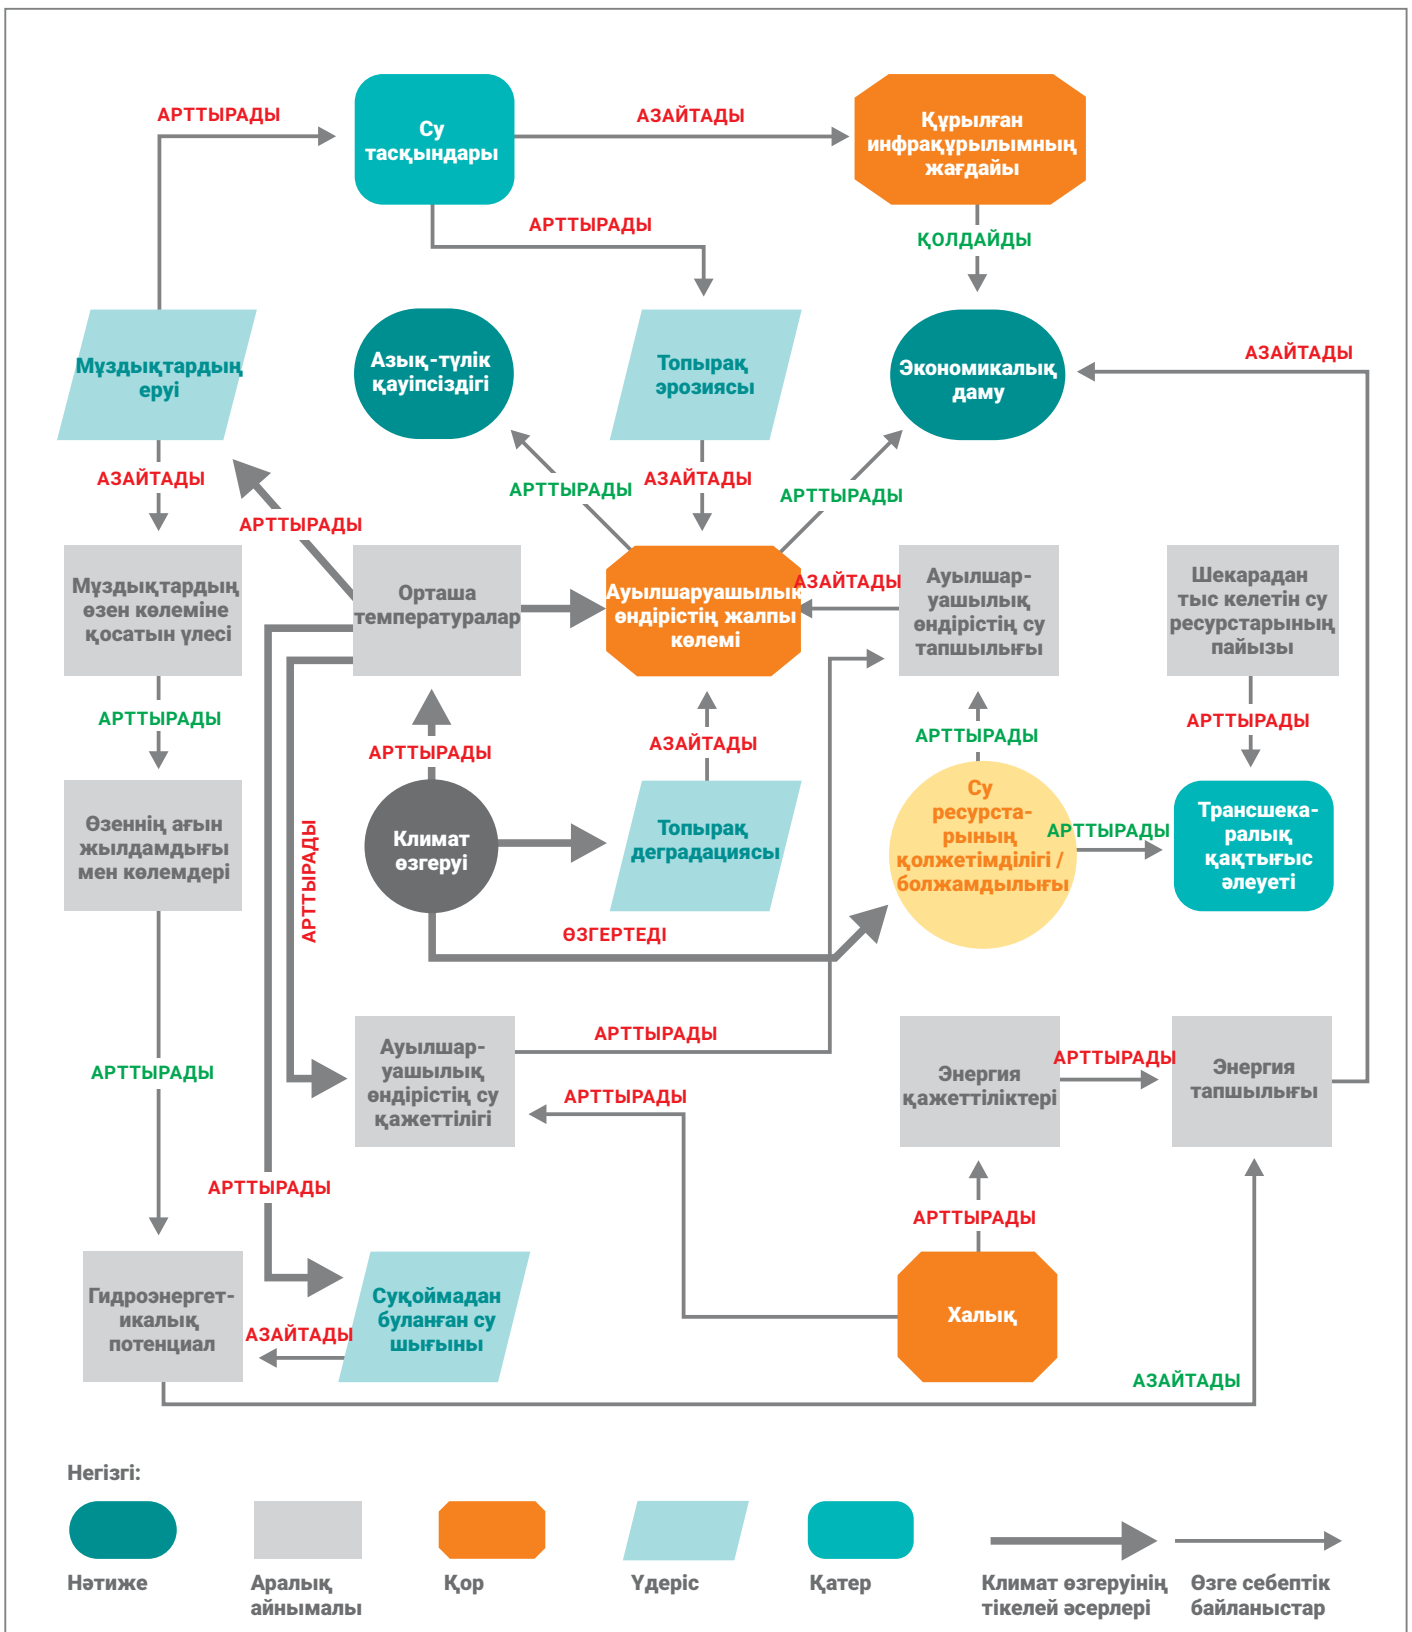 АРТТЫРАДЫ
Су
тасқындары
АЗАЙТАДЫ
Құрылған
инфрақұрылымның
жағдайы
АРТТЫРАДЫ
ҚОЛДАЙДЫ
Мұздықтардың
еруі
Азық-түлік
қауіпсіздігі
Топырақ
эрозиясы
Экономикалық
даму
АЗАЙТАДЫ
АЗАЙТАДЫ
АРТТЫРАДЫ
АРТТЫРАДЫ
АЗАЙТАДЫ
АРТТЫРАДЫ
Мұздықтардың
өзен көлеміне
қосатын үлесі
Орташа
температуралар
Ауылшаруашылық
өндірістің жалпы
көлемі
АЗАЙТАДЫ
Ауылшар-
уашылық
өндірістің су
тапшылығы
Шекарадан
тыс келетін су
ресурстарының
пайызы
АРТТЫРАДЫ
АРТТЫРАДЫ
АЗАЙТАДЫ
АРТТЫРАДЫ
АРТТЫРАДЫ
Өзеннің ағын
жылдамдығы
мен көлемдері
АРТТЫРАДЫ
Климат
өзгеруі
Топырақ
деградациясы
Су
ресурста-
рының
қолжетімділігі /
болжамдылығы
АРТТЫРАДЫ
Трансшека-
ралық
қақтығыс
әлеуеті
ӨЗГЕРТЕДІ
АРТТЫРАДЫ
Ауылшар-
уашылық
өндірістің су
қажеттілігі
АРТТЫРАДЫ
АРТТЫРАДЫ
Энергия
қажеттіліктері
АРТТЫРАДЫ
Энергия
тапшылығы
АРТТЫРАДЫ
АРТТЫРАДЫ
Гидроэнергет-
икалық
потенциал
АЗАЙТАДЫ
Суқоймадан
буланған су
шығыны
Халық
АЗАЙТАДЫ
Негізгі:
Нәтиже
Аралық
айнымалы
Қор
Үдеріс
Қатер
Климат өзгеруінің
тікелей әсерлері
Өзге себептік
байланыстар